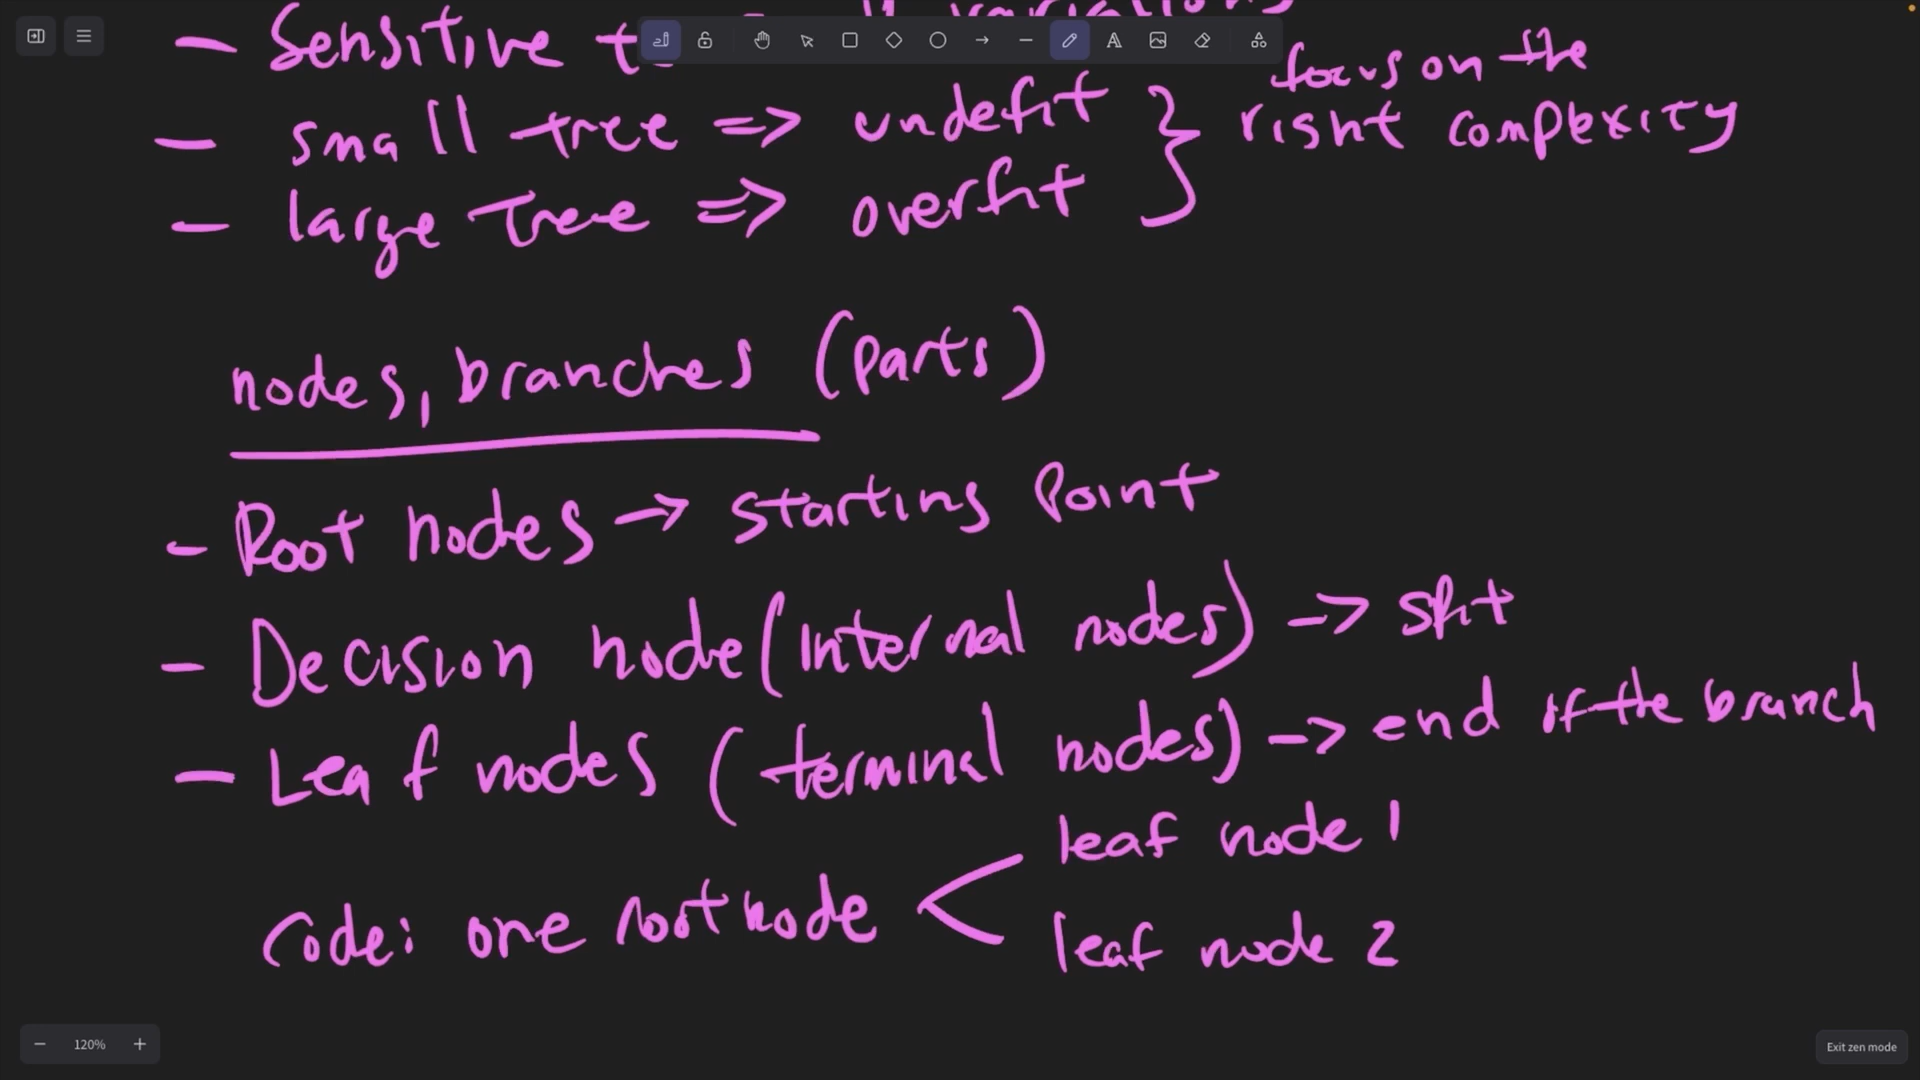 - Sensitive
focus on the
- small tree => undefit } right complexity
- large Tree => overfit
nodes, branches (parts)
- Root nodes -> starting Point
- Decision node (Internal nodes) -> split
- Leaf nodes (terminal nodes) -> end of the branch
leaf node 1
Code: one root node <
leaf node 2
120%
Exit zen mode